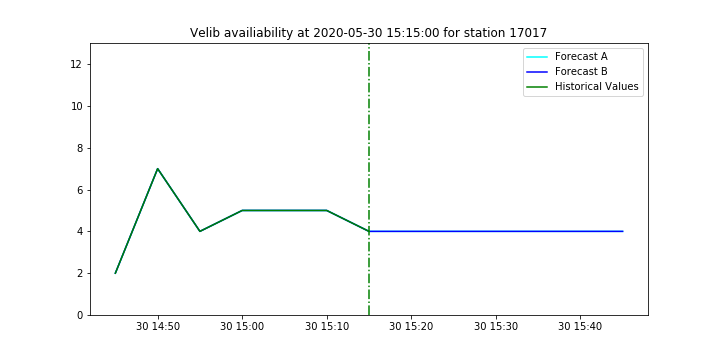 Velib availiability at 2020-05-30 15:15:00 for station 17017
Forecast A
Forecast B
Historical Values
12
10
8
6
4
2
0
30 14:50 30 15:00 30 15:10 30 15:20 30 15:30 30 15:40